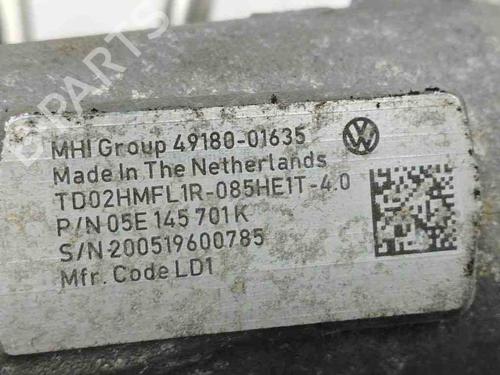 B-PARTS
MHI Group 49180-01635
Made in The Netherlands
TD02HMFL1R-085HE1T-4.0
P/N 05E 145 701 K
S/N 200519600785
Mfr. Code LD1